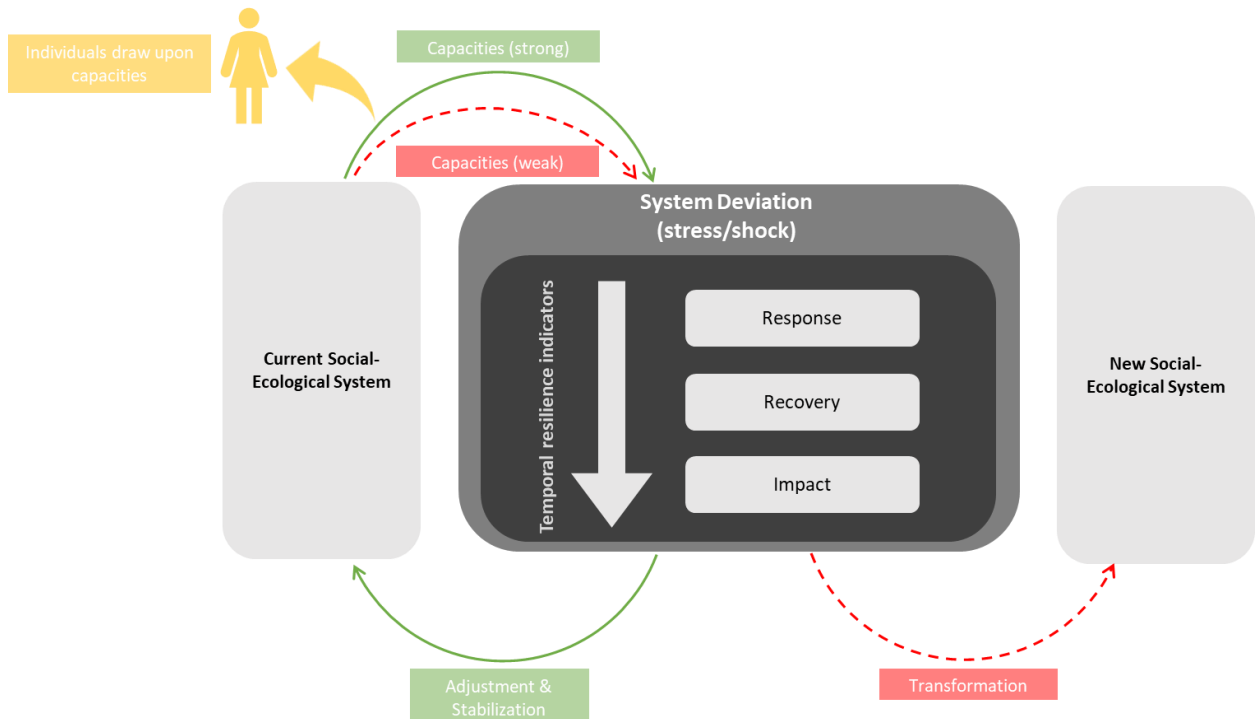 Individuals draw upon
capacities
Capacities (strong)
Capacities (weak)
System Deviation
(stress/shock)
Current Social-
Ecological System
Temporal resilience indicators
Response
Recovery
Impact
New Social-
Ecological System
Adjustment &
Stabilization
Transformation